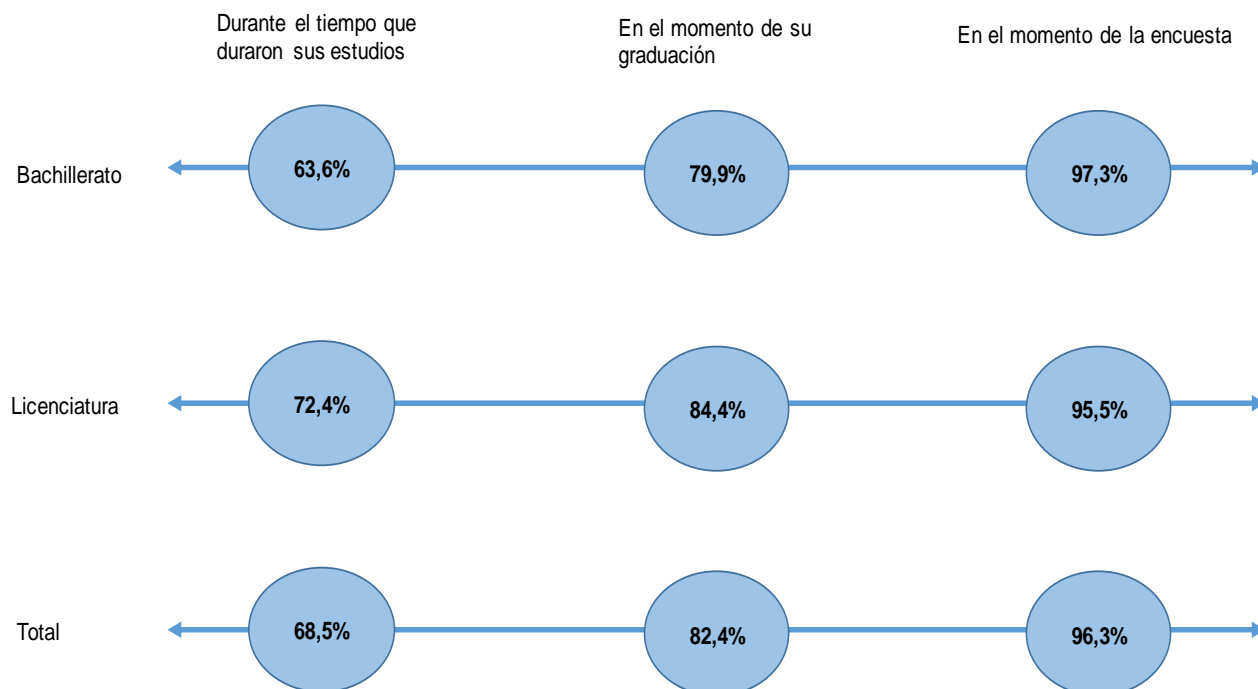 Durante el tiempo que
duraron sus estudios
En el momento de su
graduación
En el momento de la encuesta
Bachillerato
63,6%
79,9%
97,3%
Licenciatura
72,4%
84,4%
95,5%
Total
68,5%
82,4%
96,3%